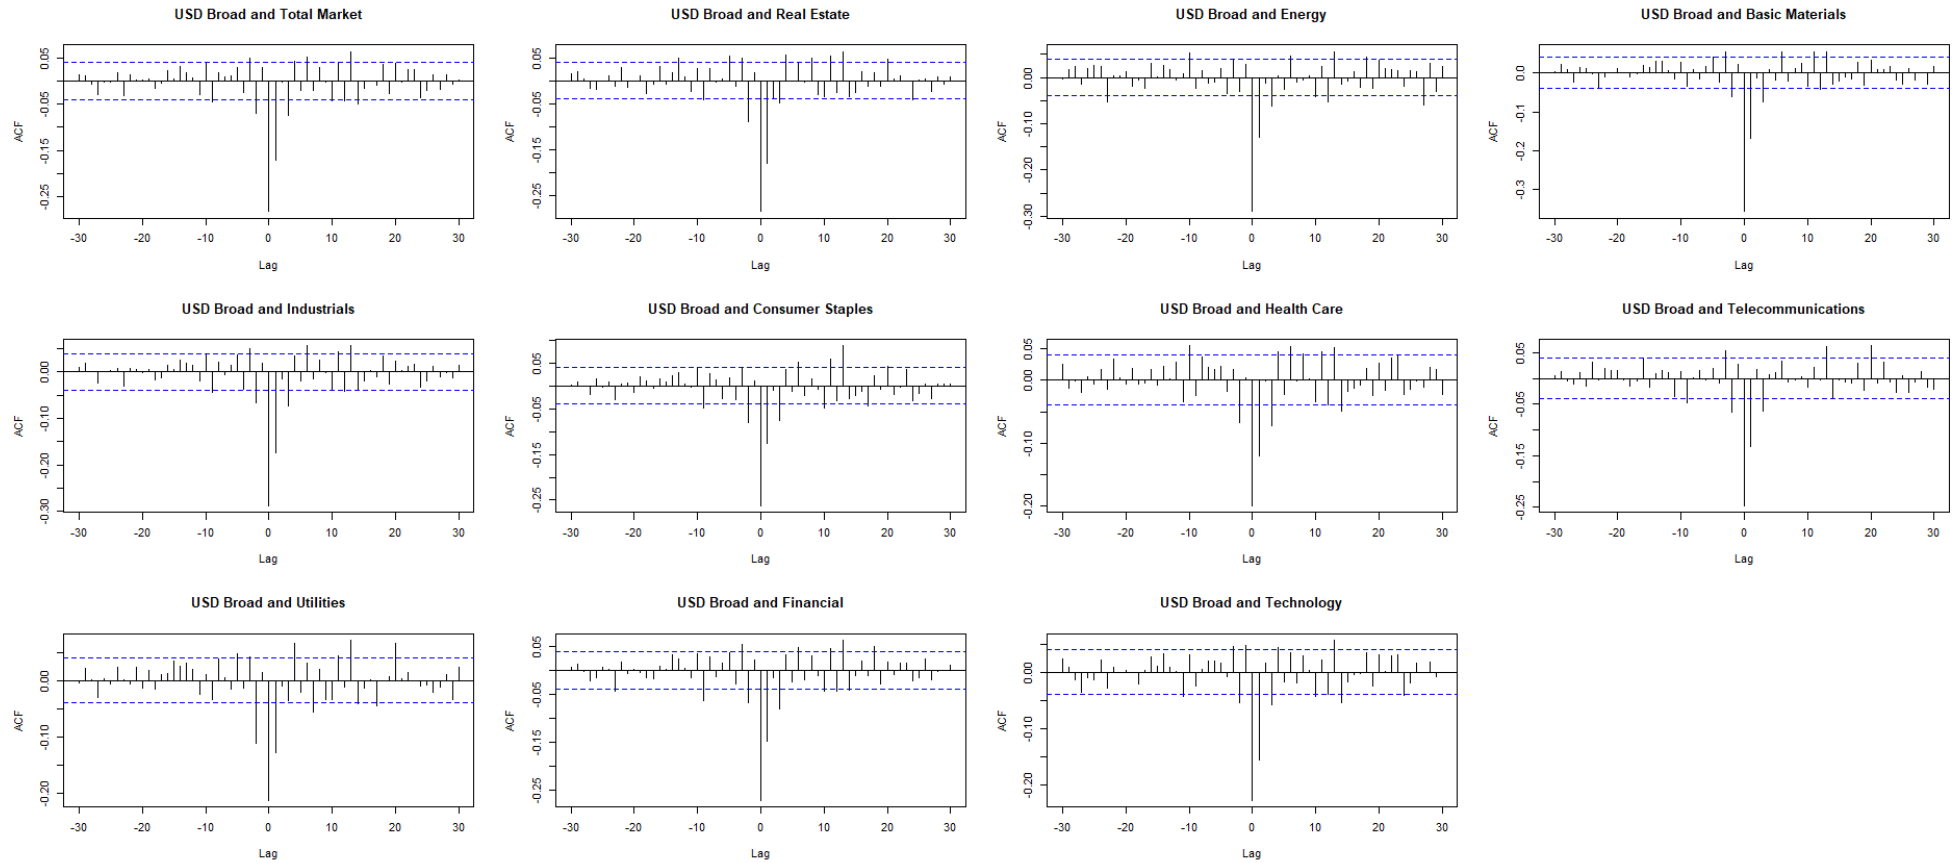 USD Broad and Total Market
ACF
0.05
-0.05
-0.15
-0.25
-30 -20 -10 0 10 20 30
Lag
USD Broad and Real Estate
ACF
0.05
-0.05
-0.15
-0.25
-30 -20 -10 0 10 20 30
Lag
USD Broad and Energy
ACF
0.00
-0.10
-0.20
-0.30
-30 -20 -10 0 10 20 30
Lag
USD Broad and Basic Materials
ACF
0.0
-0.1
-0.2
-0.3
-30 -20 -10 0 10 20 30
Lag
USD Broad and Industrials
ACF
0.00
-0.10
-0.20
-0.30
-30 -20 -10 0 10 20 30
Lag
USD Broad and Consumer Staples
ACF
0.05
-0.05
-0.15
-0.25
-30 -20 -10 0 10 20 30
Lag
USD Broad and Health Care
ACF
0.05
0.00
-0.10
-0.20
-30 -20 -10 0 10 20 30
Lag
USD Broad and Telecommunications
ACF
0.05
-0.05
-0.15
-0.25
-30 -20 -10 0 10 20 30
Lag
USD Broad and Utilities
ACF
0.00
-0.10
-0.20
-30 -20 -10 0 10 20 30
Lag
USD Broad and Financial
ACF
0.05
-0.05
-0.15
-0.25
-30 -20 -10 0 10 20 30
Lag
USD Broad and Technology
ACF
0.00
-0.10
-0.20
-30 -20 -10 0 10 20 30
Lag